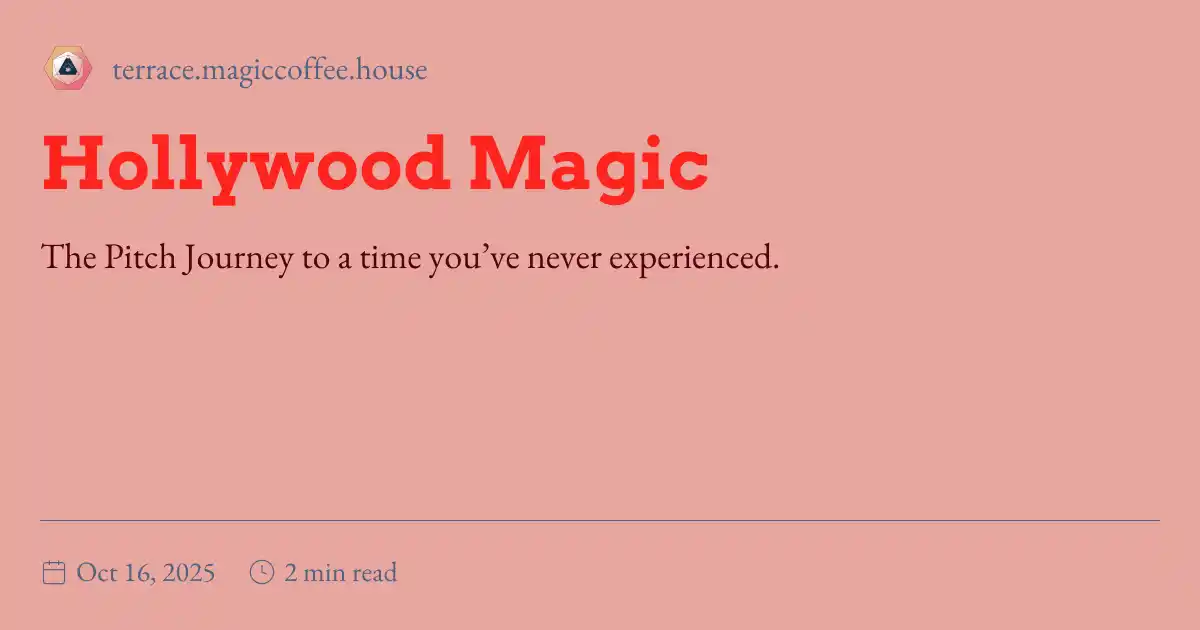 terrace.magiccoffee.house
Hollywood Magic
The Pitch Journey to a time you’ve never experienced.
Oct 16, 2025
2 min read